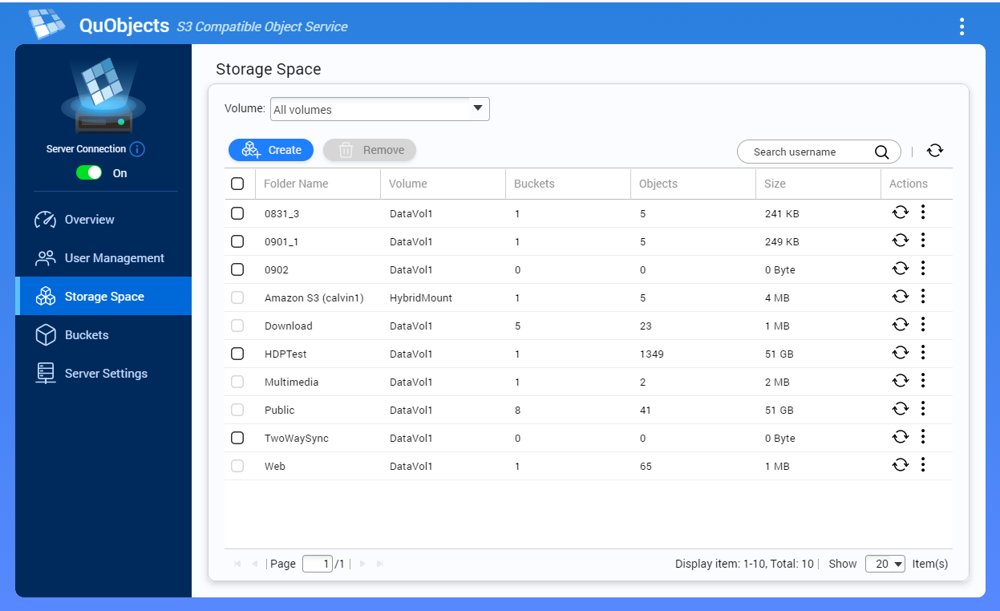 QuObjects S3 Compatible Object Service
Server Connection
On
Overview
User Management
Storage Space
Buckets
Server Settings
Storage Space
Volume: All volumes
Create Remove Search username
Folder Name Volume Buckets Objects Size Actions
0831_3 DataVol1 1 5 241 KB
0901_1 DataVol1 1 5 249 KB
0902 DataVol1 0 0 0 Byte
Amazon S3 (calvin1) HybridMount 1 5 4 MB
Download DataVol1 5 23 1 MB
HDPTest DataVol1 1 1349 51 GB
Multimedia DataVol1 1 2 2 MB
Public DataVol1 8 41 51 GB
TwoWaySync DataVol1 0 0 0 Byte
Web DataVol1 1 65 1 MB
Page 1 /1 Display item: 1-10, Total: 10 Show 20 Item(s)